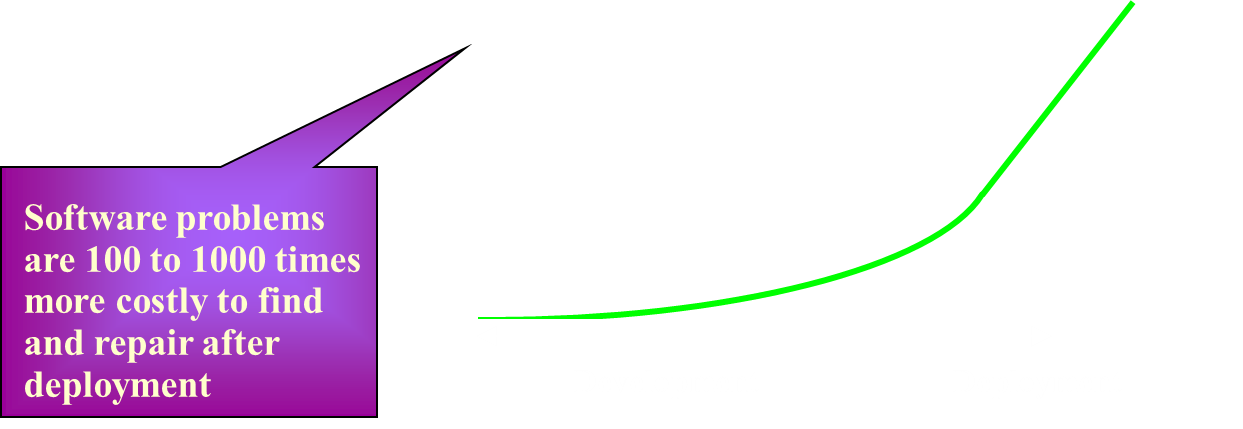 Software problems
are 100 to 1000 times
more costly to find
and repair after
deployment